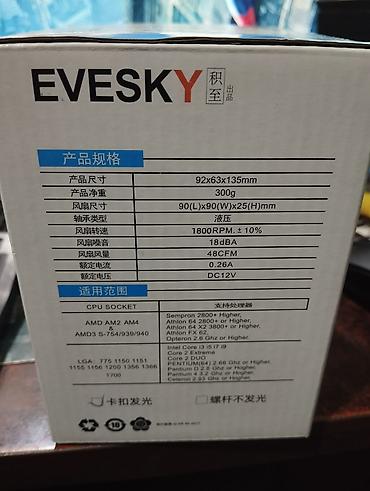 EVESKY 积至 出品
产品规格
产品尺寸 92x63x135mm
产品净重 300g
风扇尺寸 90(L)x90(W)x25(H)mm
轴承类型 液压
风扇转速 1800RPM.±10%
风扇噪音 18dBA
风扇风量 48CFM
额定电流 0.26A
额定电压 DC12V
适用范围
CPU SOCKET 支持处理器
AMD AM2 AM4
&
AMD3 S-754/939/940
Sempron 2800+ Higher,
Athlon 64 2800+ or Higher,
Athlon 64 X2 3800+ or Higher,
Athlon FX 62,
Opteron 2.6 Ghz or Higher.
LGA: 775 1150 1151
1155 1156 1200 1356 1366
1700
Intel Core i3 i5 i7 i9
Core 2 Extreme
Core 2 DUO
PENTIUM(64) 2.66 Ghz or Higher.
Pentium D 2.8 Ghz or Higher.
Pentium 4 3.2 Ghz or Higher.
Celeron 2.93 Ghz or Higher.
卡扣发光 螺杆不发光
10